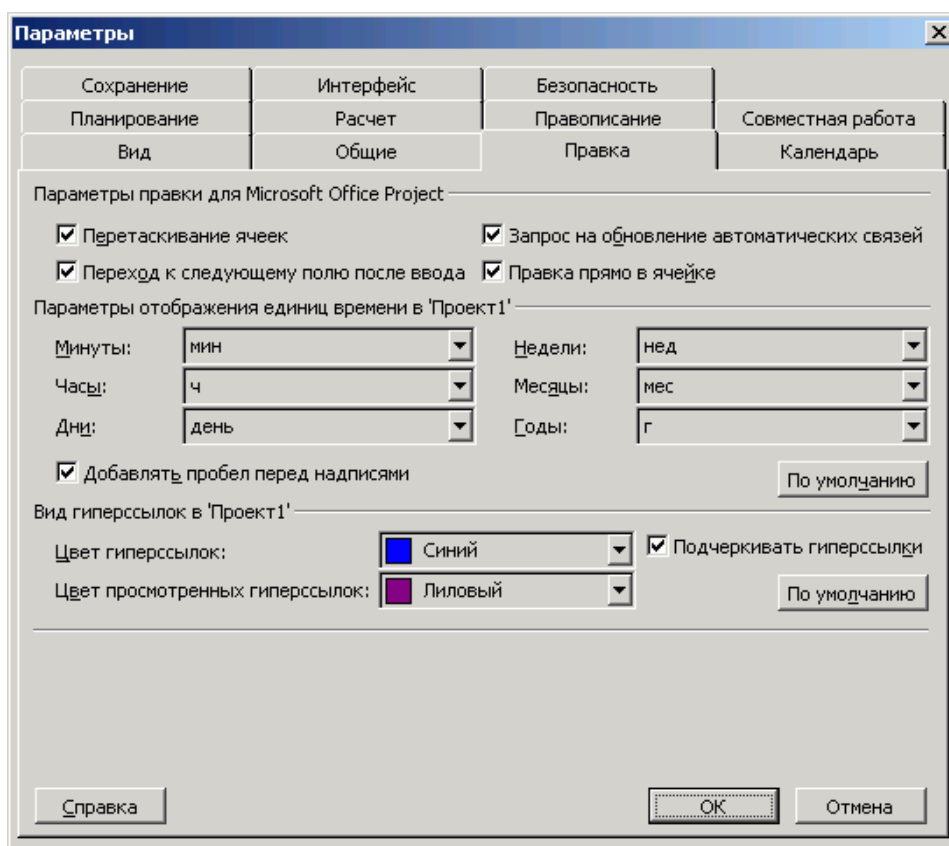 Параметры
Сохранение Интерфейс Безопасность
Планирование Расчет Правописание Совместная работа
Вид Общие Правка Календарь
Параметры правки для Microsoft Office Project
Перетаскивание ячеек Запрос на обновление автоматических связей
Переход к следующему полю после ввода Правка прямо в ячейке
Параметры отображения единиц времени в 'Проект1'
Минуты: мин Недели: нед
Часы: ч Месяцы: мес
Дни: день Годы: г
Добавлять пробел перед надписями По умолчанию
Вид гиперссылок в 'Проект1'
Цвет гиперссылок: Синий Подчеркивать гиперссылки
Цвет просмотренных гиперссылок: Лиловый По умолчанию
Справка ОК Отмена